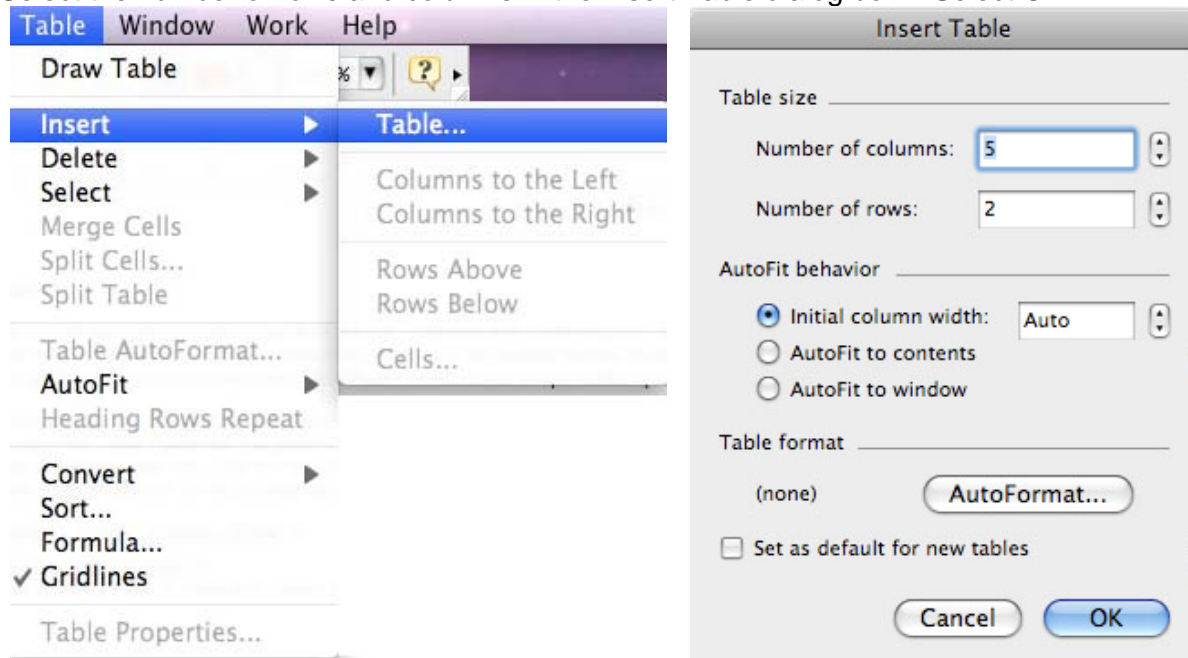 Table Window Work Help
Draw Table
% ?
Insert
Delete
Select
Merge Cells
Split Cells...
Split Table
Table AutoFormat...
AutoFit
Heading Rows Repeat
Convert
Sort...
Formula...
✓ Gridlines
Table Properties...
Table...
Columns to the Left
Columns to the Right
Rows Above
Rows Below
Cells...
Insert Table
Table size
Number of columns: 5
Number of rows: 2
AutoFit behavior
Initial column width: Auto
AutoFit to contents
AutoFit to window
Table format
(none) AutoFormat...
Set as default for new tables
Cancel OK